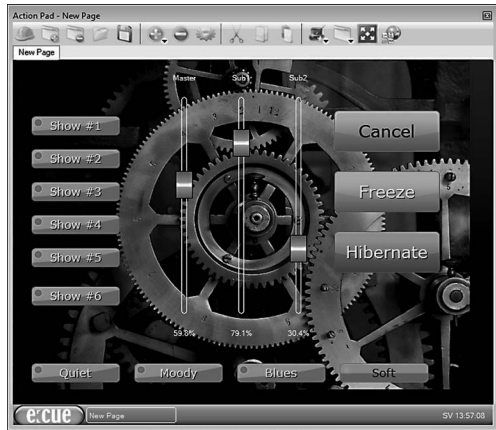 Action Pad - New Page
New Page
Master Sub1 Sub2
Show #1
Show #2
Show #3
Show #4
Show #5
Show #6
Cancel
Freeze
Hibernate
59.8% 79.1% 30.4%
Quiet Moody Blues Soft
e:cue New Page SV 13:57:08